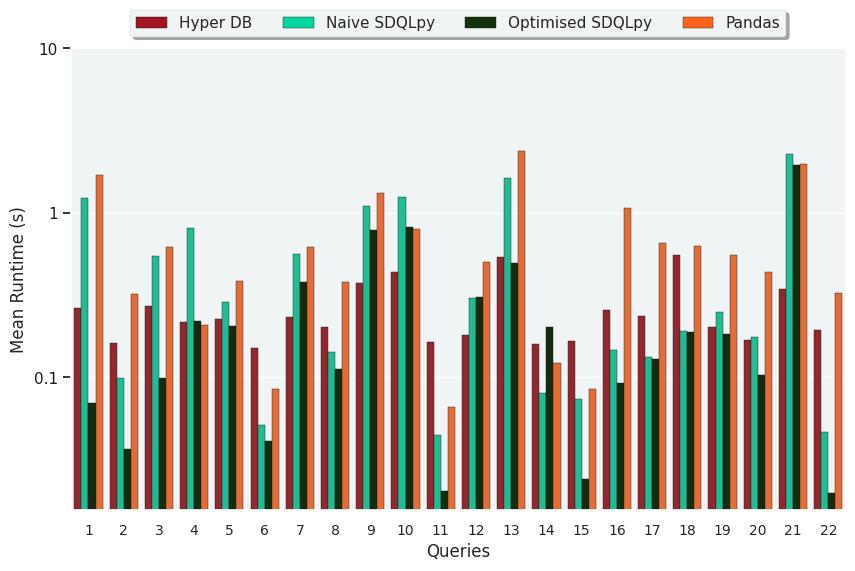 Hyper DB Naive SDQLpy Optimised SDQLpy Pandas
10
1
0.1
Mean Runtime (s)
1 2 3 4 5 6 7 8 9 10 11 12 13 14 15 16 17 18 19 20 21 22
Queries